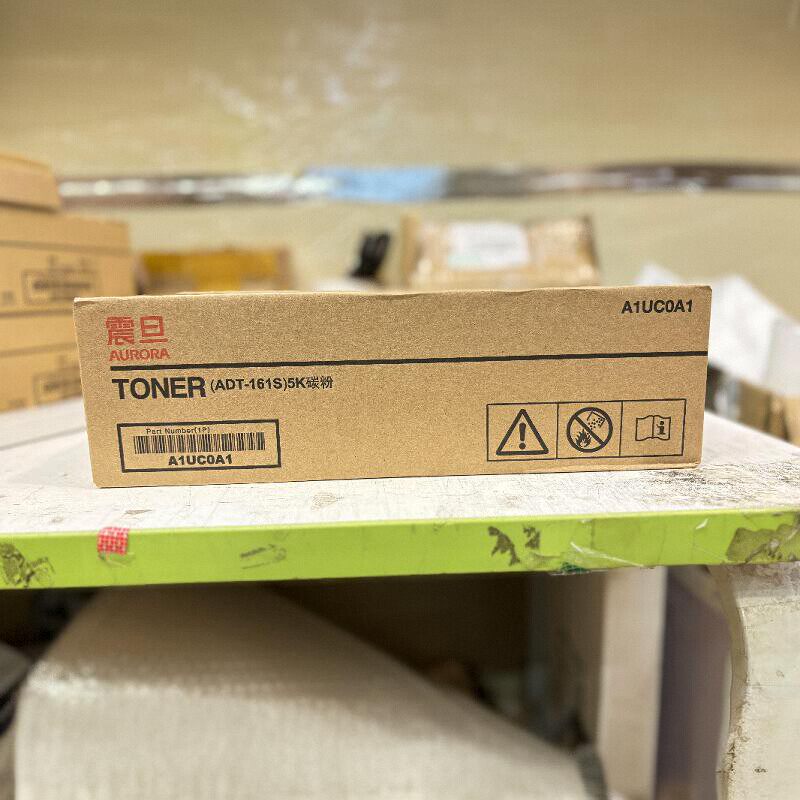 震旦
AURORA
A1UC0A1
TONER (ADT-161S)5K碳粉
Part Number(1P)
A1UC0A1